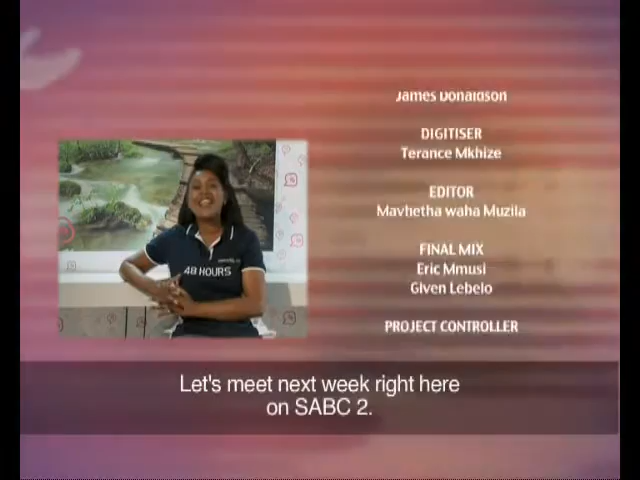 James Donaldson
DIGITISER
Terance Mkhize
EDITOR
Mavhetha waha Muzila
FINAL MIX
Eric Mmusi
Given Lebelo
PROJECT CONTROLLER
48 HOURS
Let's meet next week right here
on SABC 2.